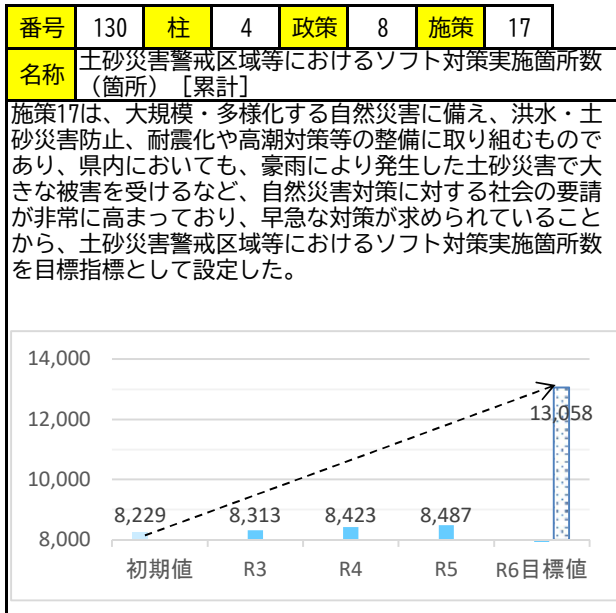 番号 130 柱 4 政策 8 施策 17
名称 土砂災害警戒区域等におけるソフト対策実施箇所数
（箇所）［累計］
施策17は、大規模・多様化する自然災害に備え、洪水・土
砂災害防止、耐震化や高潮対策等の整備に取り組むもので
あり、県内においても、豪雨により発生した土砂災害で大
きな被害を受けるなど、自然災害対策に対する社会の要請
が非常に高まっており、早急な対策が求められていること
から、土砂災害警戒区域等におけるソフト対策実施箇所数
を目標指標として設定した。
14,000
12,000
10,000
8,000
8,229
8,313
8,423
8,487
13,058
初期値 R3 R4 R5 R6目標値